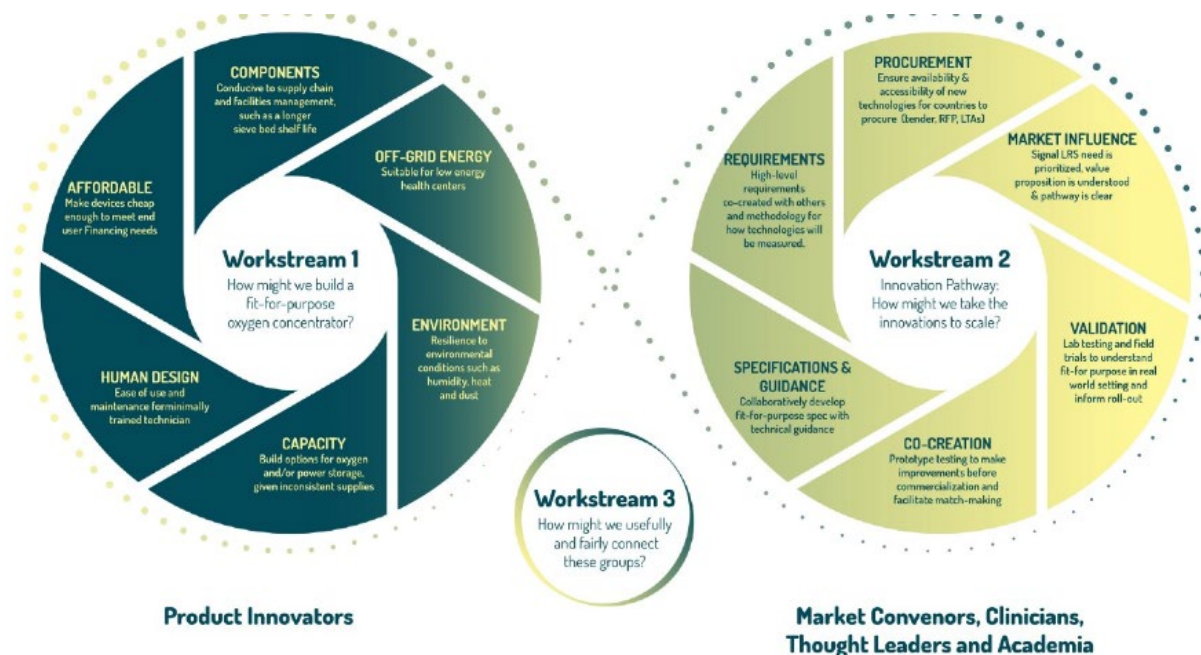 COMPONENTS
Conducive to supply chain
and facilities management,
such as a longer
sieve bed shelf life
OFF-GRID ENERGY
Suitable for low energy
health centers
AFFORDABLE
Make devices cheap
enough to meet end
user Financing needs
Workstream 1
How might we build a
fit-for-purpose
oxygen concentrator?
ENVIRONMENT
Resilience to
environmental
conditions such as
humidity, heat
and dust
HUMAN DESIGN
Ease of use and
maintenance forminimally
trained technician
CAPACITY
Build options for oxygen
and/or power storage,
given inconsistent supplies
Product Innovators
Workstream 3
How might we usefully
and fairly connect
these groups?
PROCUREMENT
Ensure availability &
accessibility of new
technologies for countries to
procure (tender, RFP, LTAs)
MARKET INFLUENCE
Signal LRS need is
prioritized, value
proposition is understood
& pathway is clear
REQUIREMENTS
High-level
requirements
co-created with others
and methodology for
how technologies will
be measured.
Workstream 2
Innovation Pathway:
How might we take the
innovations to scale?
VALIDATION
Lab testing and field
trials to understand
fit-for purpose in real
world setting and
inform roll-out
SPECIFICATIONS &
GUIDANCE
Collaboratively develop
fit-for-purpose spec with
technical guidance
CO-CREATION
Prototype testing to make
improvements before
commercialization and
facilitate match-making
Market Convenors, Clinicians,
Thought Leaders and Academia